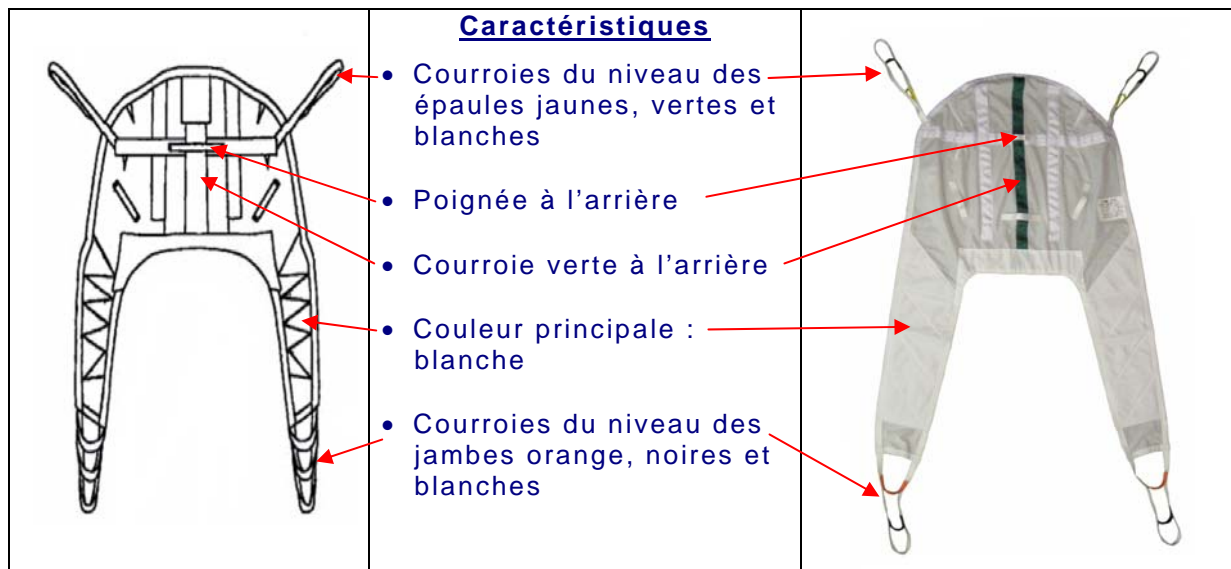 Caractéristiques
• Courroies du niveau des
épaules jaunes, vertes et
blanches
• Poignée à l'arrière
• Courroie verte à l'arrière
• Couleur principale :
blanche
• Courroies du niveau des
jambes orange, noires et
blanches